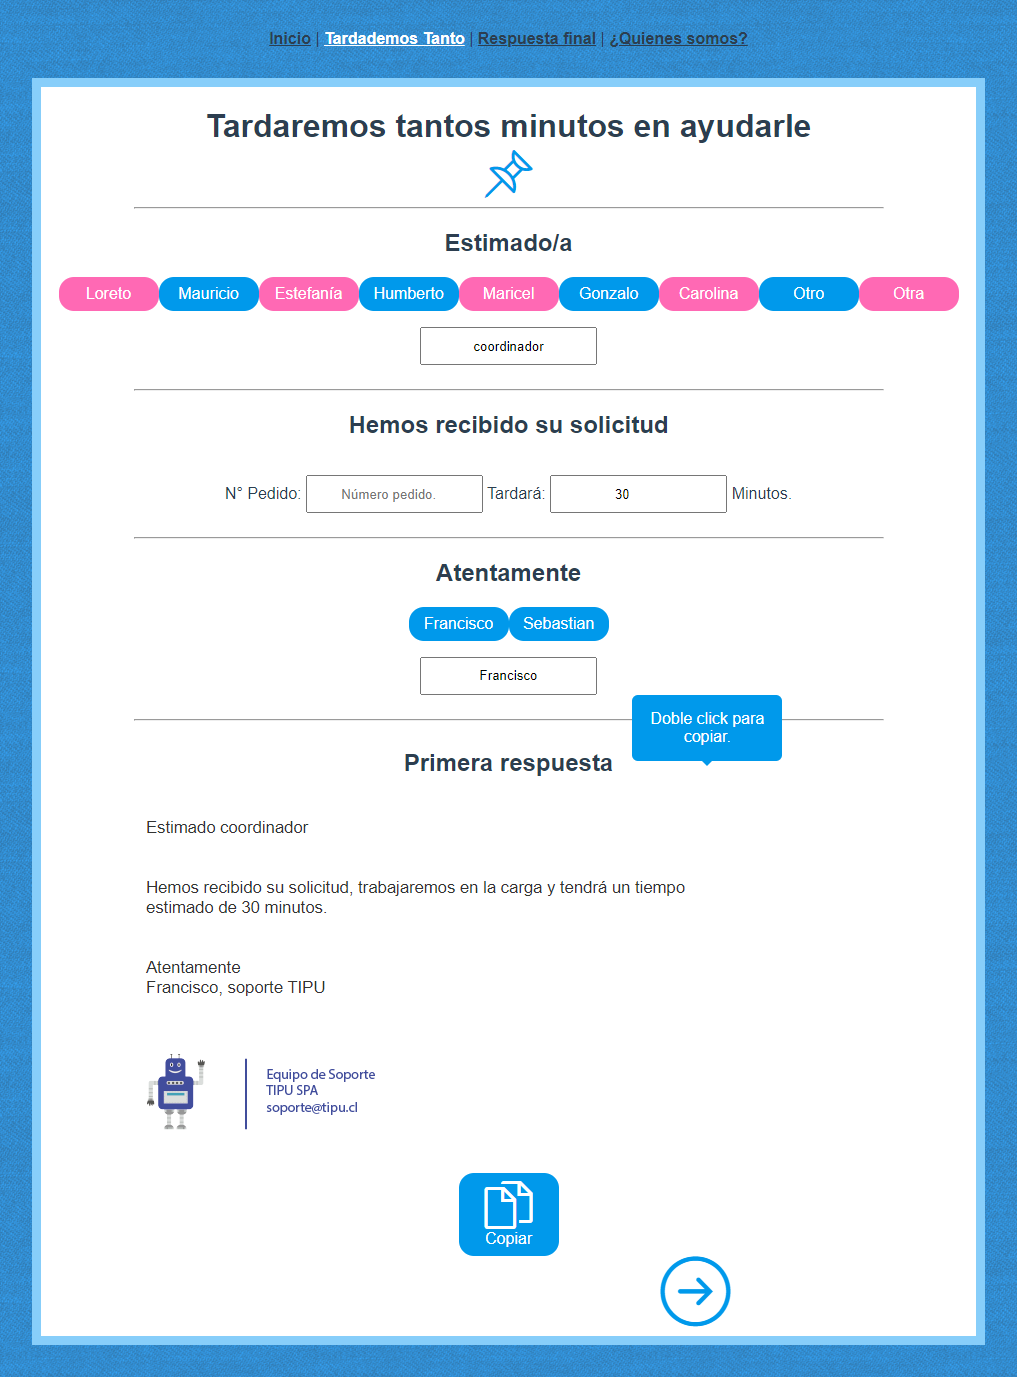 Inicio | Tardademos Tanto | Respuesta final | ¿Quienes somos?
Tardaremos tantos minutos en ayudarle
Estimado/a
Loreto Mauricio Estefanía Humberto Maricel Gonzalo Carolina Otro Otra
coordinador
Hemos recibido su solicitud
N° Pedido: Número pedido. Tardará: 30 Minutos.
Atentamente
Francisco Sebastian
Francisco
Doble click para
copiar.
Primera respuesta
Estimado coordinador
Hemos recibido su solicitud, trabajaremos en la carga y tendrá un tiempo
estimado de 30 minutos.
Atentamente
Francisco, soporte TIPU
Equipo de Soporte
TIPU SPA
soporte@tipu.cl
Copiar